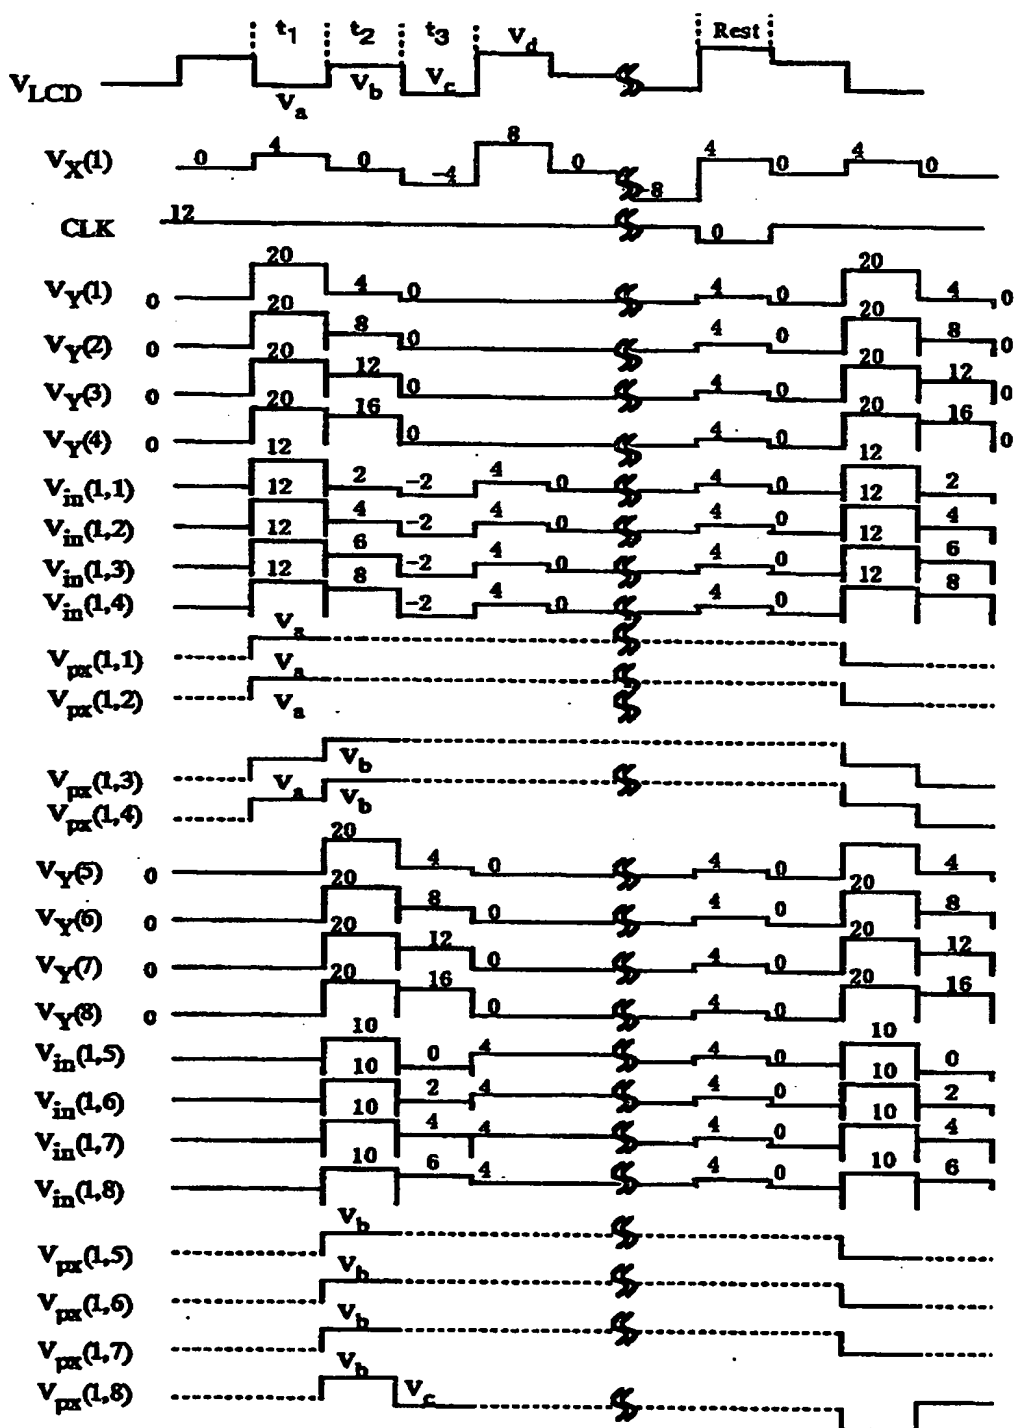 t1 t2 t3 Vd Rest
VLCD Va Vb Vc
VX(1) 0 4 0 -4 8 0 -8 4 0 4 0
CLK 12 0
VY(1) 0 20 4 0 4 0 20 4 0
VY(2) 0 20 8 0 4 0 20 8 0
VY(3) 0 20 12 0 4 0 20 12 0
VY(4) 0 20 16 0 4 0 20 16 0
Vin(1,1) 12 2 -2 4 0 4 0 12 2
Vin(1,2) 12 4 -2 4 0 4 0 12 4
Vin(1,3) 12 6 -2 4 0 4 0 12 6
Vin(1,4) 12 8 -2 4 0 4 0 12 8
Vpx(1,1) Va
Vpx(1,2) Va
Vpx(1,3) Va Vb
Vpx(1,4) Va Vb
VY(5) 0 20 4 0 4 0 4
VY(6) 0 20 8 0 4 0 20 8
VY(7) 0 20 12 0 4 0 20 12
VY(8) 0 20 16 0 4 0 20 16
Vin(1,5) 10 0 4 4 0 10 0
Vin(1,6) 10 2 4 4 0 10 2
Vin(1,7) 10 4 4 4 0 10 4
Vin(1,8) 10 6 4 4 0 10 6
Vpx(1,5) Vb
Vpx(1,6) Vb
Vpx(1,7) Vb
Vpx(1,8) Vb Vc